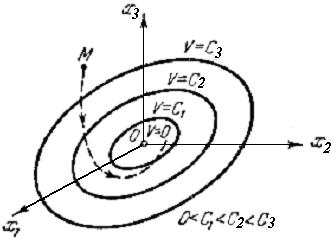 x₃
V=C₃
M
V=C₂
V=C₁
O V=0
x₂
x₁
0<C₁<C₂<C₃